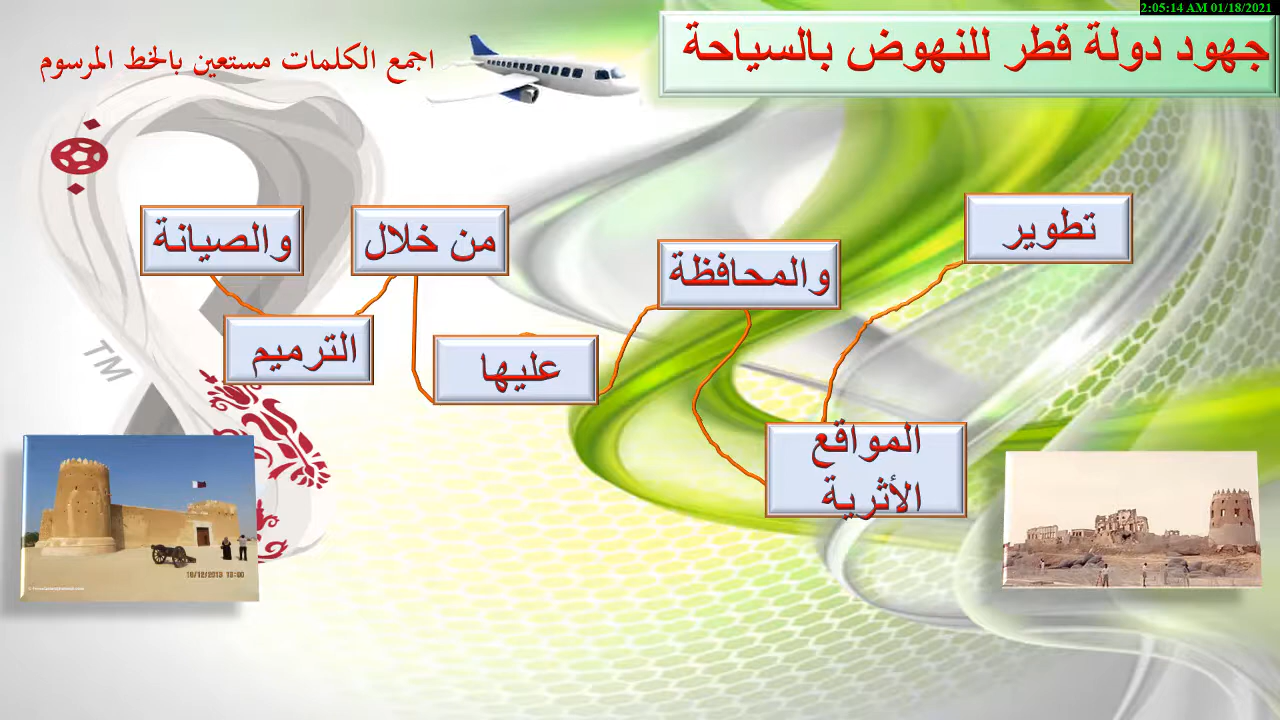 2:05:14 AM 01/18/2021
جهود دولة قطر للنهوض بالسياحة
اجمع الكلمات مستعين بالخط المرسوم
تطوير
المواقع
الأثرية
والمحافظة
عليها
من خلال
الترميم
والصيانة
TM